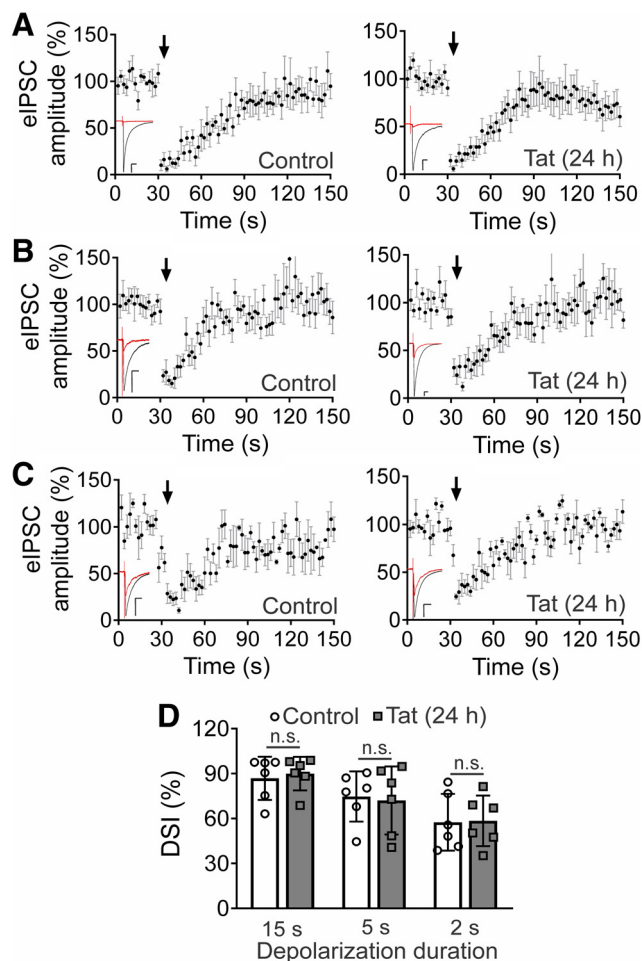 A
eIPSC
amplitude (%)
150
100
50
0
0 30 60 90 120 150
Time (s)
Control
150
100
50
0
0 30 60 90 120 150
Time (s)
Tat (24 h)
B
eIPSC
amplitude (%)
150
100
50
0
0 30 60 90 120 150
Time (s)
Control
150
100
50
0
0 30 60 90 120 150
Time (s)
Tat (24 h)
C
eIPSC
amplitude (%)
150
100
50
0
0 30 60 90 120 150
Time (s)
Control
150
100
50
0
0 30 60 90 120 150
Time (s)
Tat (24 h)
D
Control Tat (24 h)
n.s. n.s. n.s.
DSI (%)
120
90
60
30
0
15 s 5 s 2 s
Depolarization duration